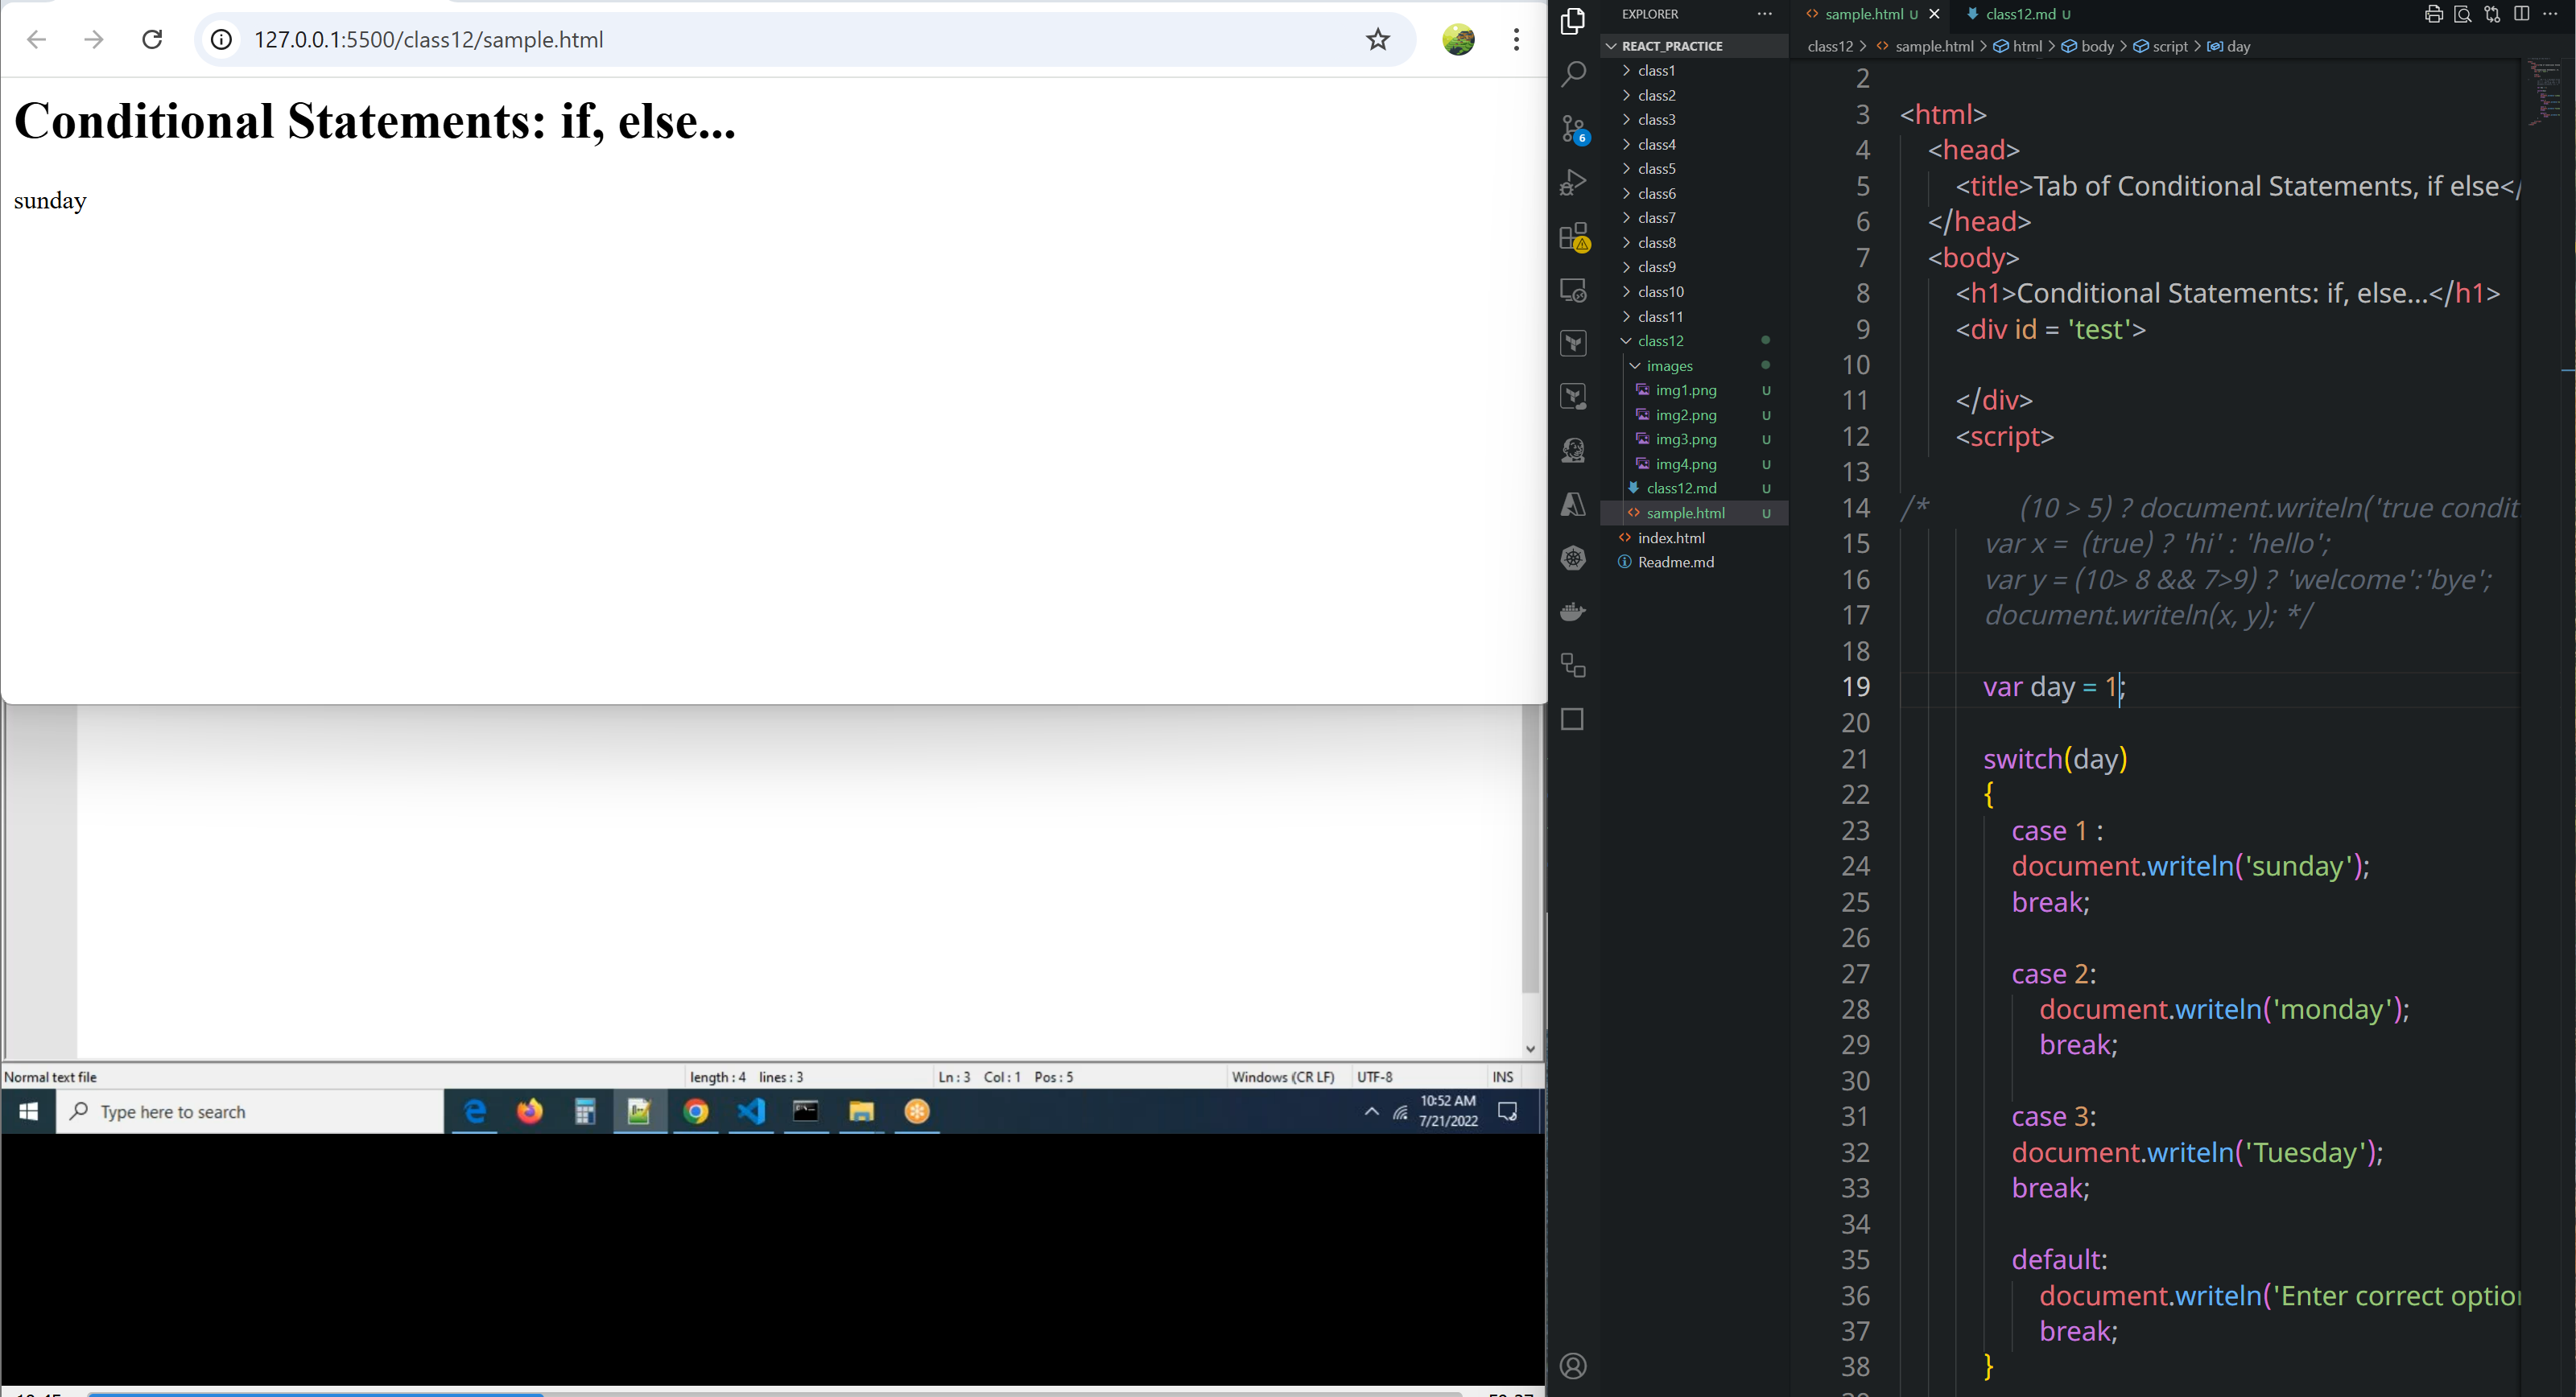 127.0.0.1:5500/class12/sample.html
Conditional Statements: if, else...
sunday
Normal text file
length : 4 lines : 3
Ln : 3 Col : 1 Pos : 5
Windows (CR LF)
UTF-8
INS
Type here to search
10:52 AM
7/21/2022
EXPLORER
REACT_PRACTICE
class1
class2
class3
class4
class5
class6
class7
class8
class9
class10
class11
class12
images
img1.png U
img2.png U
img3.png U
img4.png U
class12.md U
sample.html U
index.html
Readme.md
6
sample.html U
class12.md U
class12 > sample.html > html > body > script > day
2
3 <html>
4 <head>
5 <title>Tab of Conditional Statements, if else</
6 </head>
7 <body>
8 <h1>Conditional Statements: if, else...</h1>
9 <div id = 'test'>
10
11 </div>
12 <script>
13
14 /* (10 > 5) ? document.writeln('true condit
15 var x = (true) ? 'hi' : 'hello';
16 var y = (10> 8 && 7>9) ? 'welcome':'bye';
17 document.writeln(x, y); */
18
19 var day = 1;
20
21 switch(day)
22 {
23 case 1 :
24 document.writeln('sunday');
25 break;
26
27 case 2:
28 document.writeln('monday');
29 break;
30
31 case 3:
32 document.writeln('Tuesday');
33 break;
34
35 default:
36 document.writeln('Enter correct option
37 break;
38 }